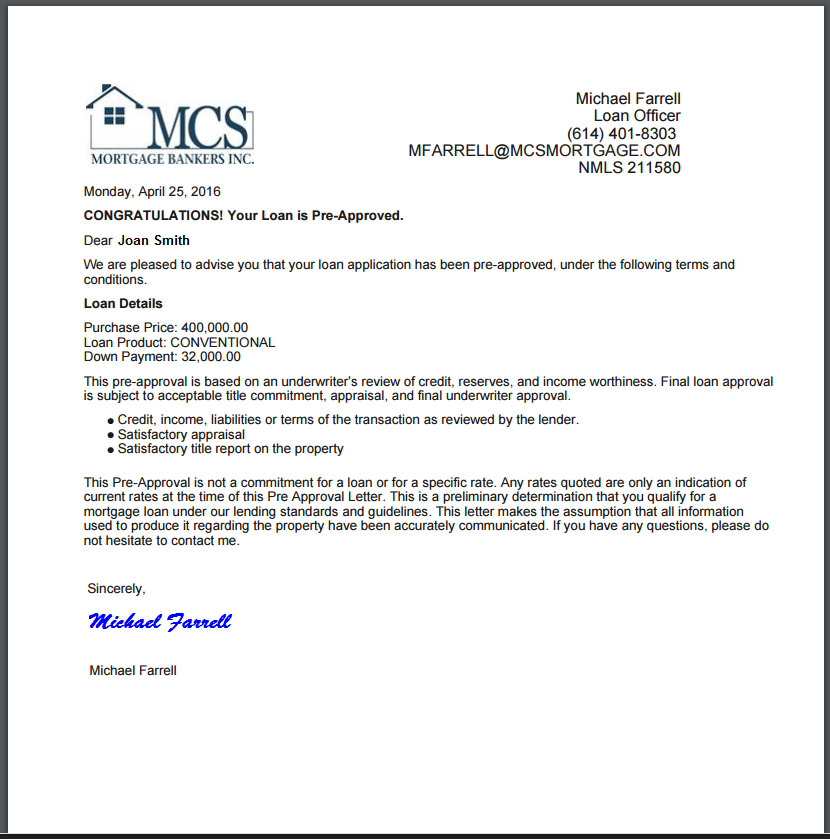 MCS
MORTGAGE BANKERS INC.
Michael Farrell
Loan Officer
(614) 401-8303
MFARRELL@MCSMORTGAGE.COM
NMLS 211580
Monday, April 25, 2016
CONGRATULATIONS! Your Loan is Pre-Approved.
Dear Joan Smith
We are pleased to advise you that your loan application has been pre-approved, under the following terms and
conditions.
Loan Details
Purchase Price: 400,000.00
Loan Product: CONVENTIONAL
Down Payment: 32,000.00
This pre-approval is based on an underwriter's review of credit, reserves, and income worthiness. Final loan approval
is subject to acceptable title commitment, appraisal, and final underwriter approval.
● Credit, income, liabilities or terms of the transaction as reviewed by the lender.
● Satisfactory appraisal
● Satisfactory title report on the property
This Pre-Approval is not a commitment for a loan or for a specific rate. Any rates quoted are only an indication of
current rates at the time of this Pre Approval Letter. This is a preliminary determination that you qualify for a
mortgage loan under our lending standards and guidelines. This letter makes the assumption that all information
used to produce it regarding the property have been accurately communicated. If you have any questions, please do
not hesitate to contact me.
Sincerely,
Michael Farrell
Michael Farrell